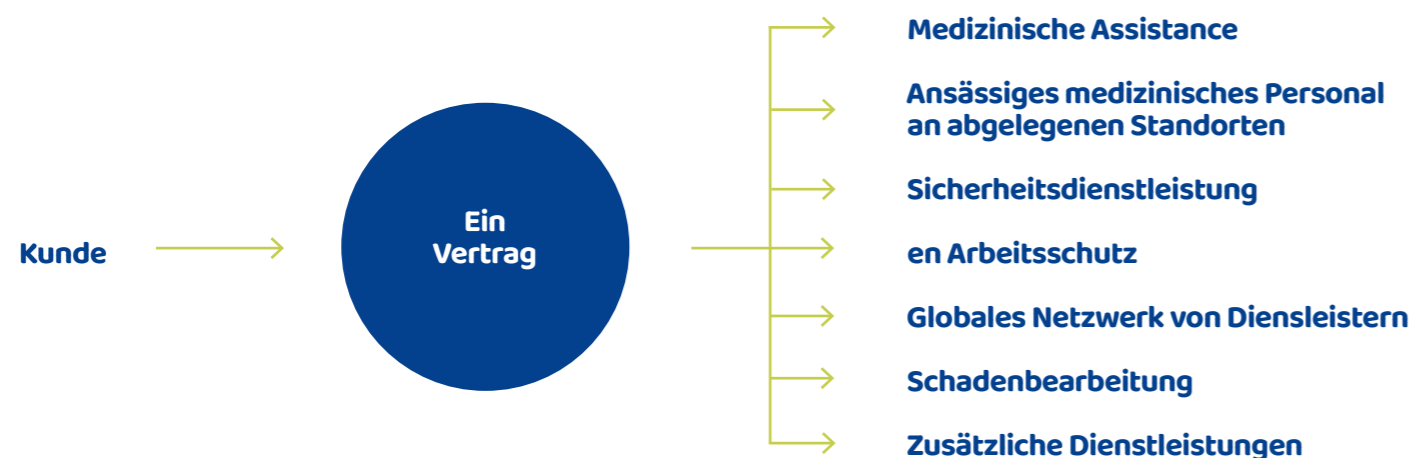 Kunde
Ein
Vertrag
Medizinische Assistance
Ansässiges medizinisches Personal
an abgelegenen Standorten
Sicherheitsdienstleistung
en Arbeitsschutz
Globales Netzwerk von Diensleistern
Schadenbearbeitung
Zusätzliche Dienstleistungen